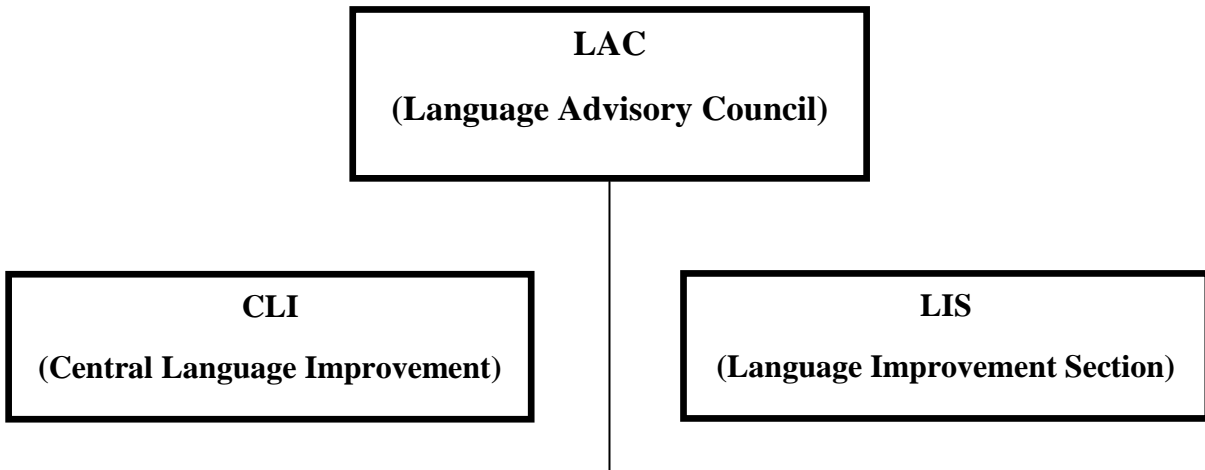 LAC
(Language Advisory Council)
CLI
(Central Language Improvement)
LIS
(Language Improvement Section)